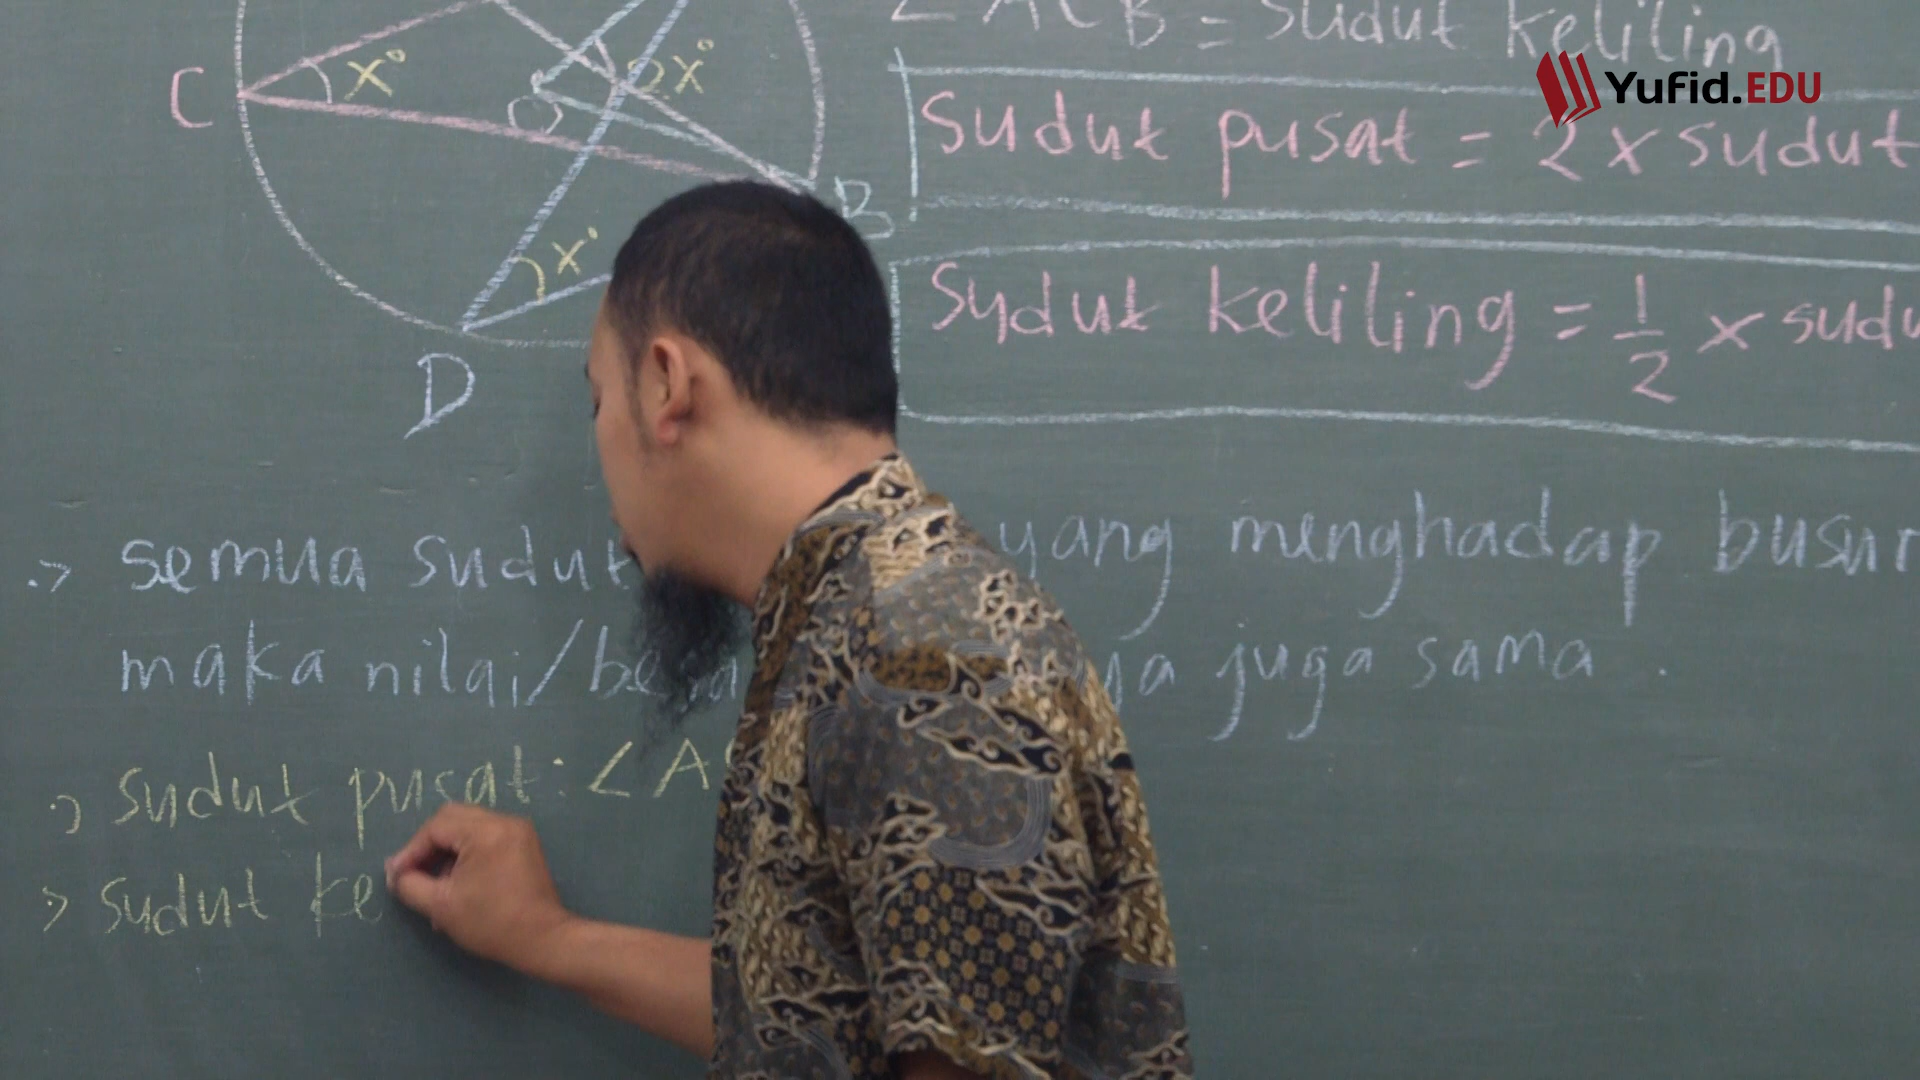 ∠ACB = Sudut keliling
Yufid.EDU
C
x°
2x°
O
Sudut pusat = 2 x sudut
B
x°
Sudut keliling = 1/2 x sudu
D
.> semua sudut yang menghadap busur
maka nilai/be ya juga sama.
.> sudut pusat: ∠A
.> sudut ke